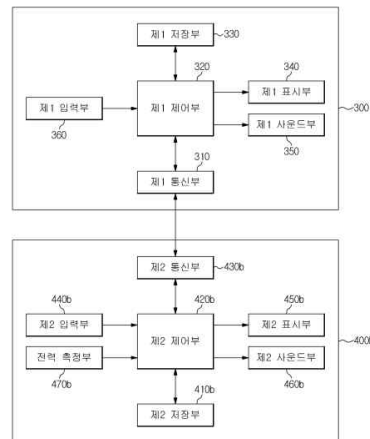 제1 저장부 330
320 340
제1 입력부 제1 제어부 제1 표시부 300
360 310 제1 사운드부
350
제1 통신부
제2 통신부 430b
440b 420b 450b
제2 입력부 제2 제어부 제2 표시부 400b
전력 측정부 제2 사운드부
470b 410b 460b
제2 저장부